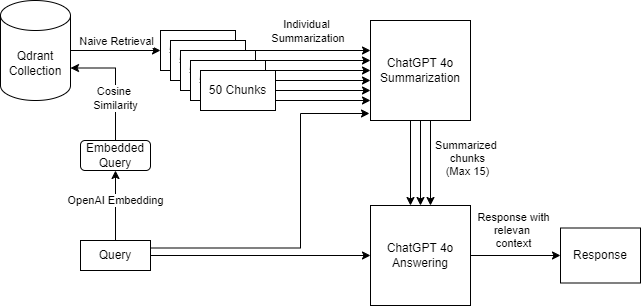 Qdrant
Collection
Naive Retrieval
Individual
Summarization
50 Chunks
ChatGPT 4o
Summarization
Cosine
Similarity
Embedded
Query
OpenAI Embedding
Query
Summarized
chunks
(Max 15)
ChatGPT 4o
Answering
Response with
relevan
context
Response